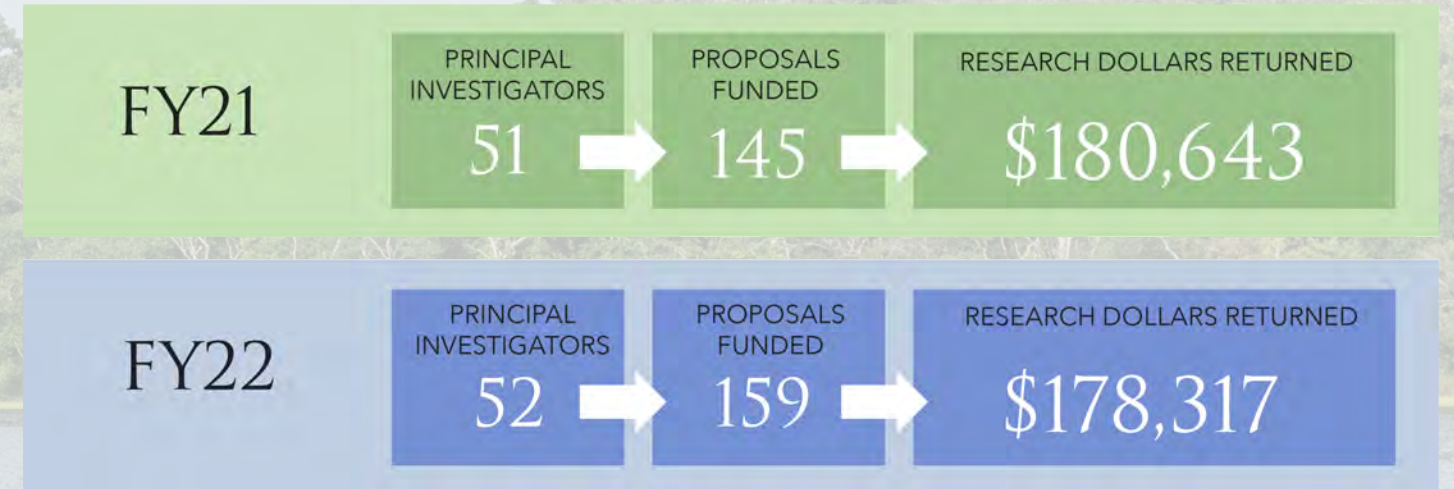 FY21
PRINCIPAL
INVESTIGATORS
51
PROPOSALS
FUNDED
145
RESEARCH DOLLARS RETURNED
$180,643
FY22
PRINCIPAL
INVESTIGATORS
52
PROPOSALS
FUNDED
159
RESEARCH DOLLARS RETURNED
$178,317